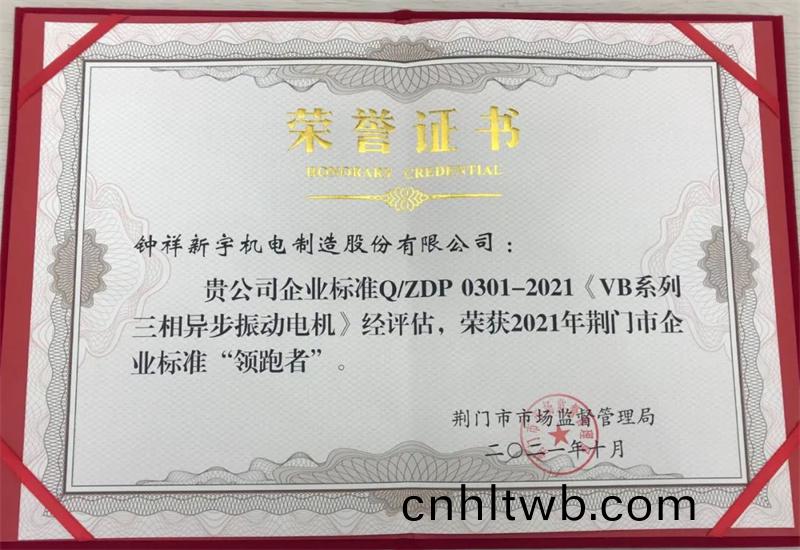 荣誉证书
HONORARY CREDENTIAL
钟祥新宇机电制造股份有限公司：
贵公司企业标准Q/ZDP 0301-2021《VB系列
三相异步振动电机》经评估，荣获2021年荆门市企
业标准“领跑者”。
荆门市市场监督管理局
二〇二一年十月
cnhltwb.com